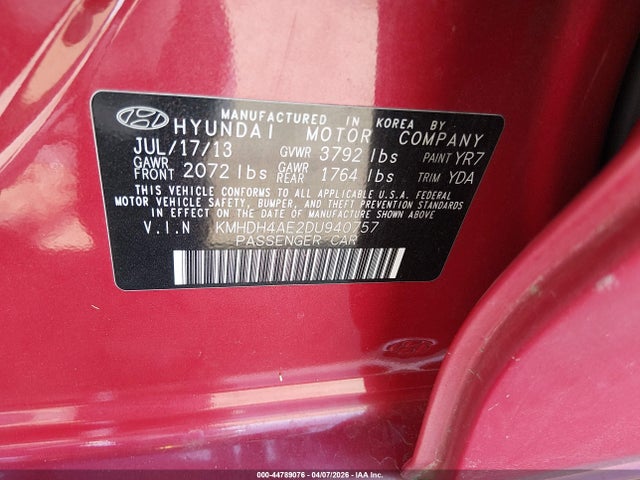 MANUFACTURED IN KOREA BY
HYUNDAI MOTOR COMPANY
JUL/17/13 GVWR 3792 lbs PAINT YR7
GAWR FRONT 2072 lbs GAWR REAR 1764 lbs TRIM YDA
THIS VEHICLE CONFORMS TO ALL APPLICABLE U.S.A. FEDERAL
MOTOR VEHICLE SAFETY, BUMPER, AND THEFT PREVENTION STANDARDS
IN EFFECT ON THE DATE OF MANUFACTURE SHOWN ABOVE.
V.I.N KMHDH4AE2DU940757
PASSENGER CAR
000-44789076 - 04/07/2026 - IAA Inc.